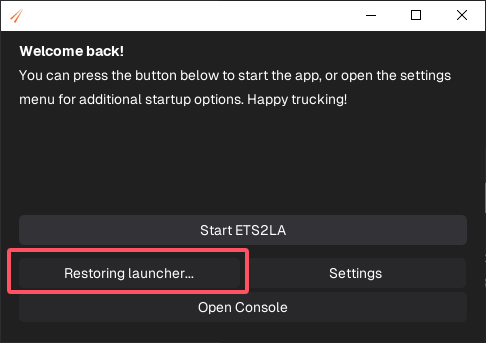 Welcome back!
You can press the button below to start the app, or open the settings
menu for additional startup options. Happy trucking!
Start ETS2LA
Restoring launcher...
Settings
Open Console